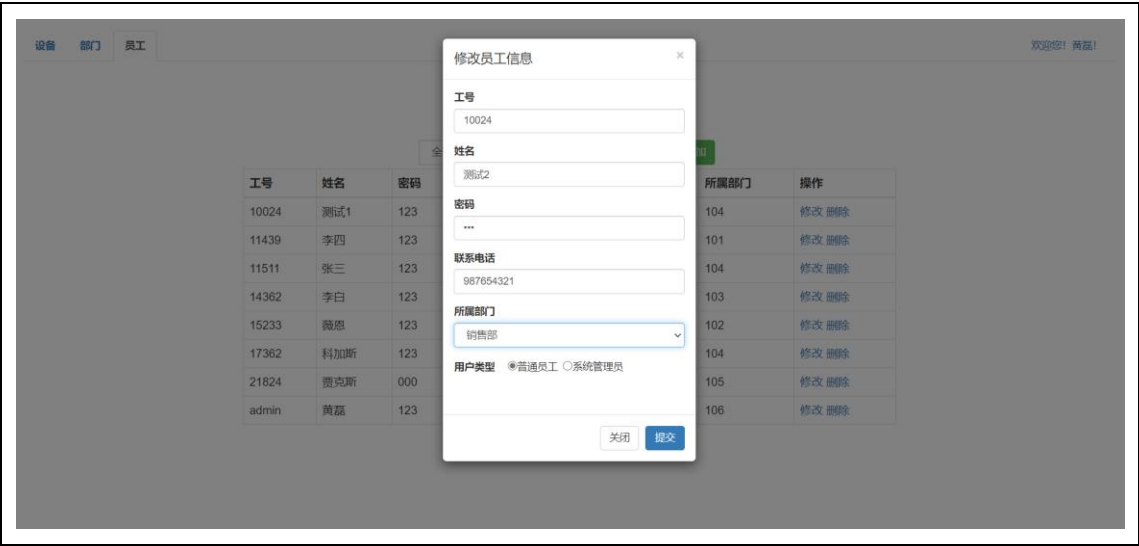 设备 部门 员工 欢迎您！黄磊！
修改员工信息 ×
工号
10024
姓名
测试2
密码
•••
联系电话
987654321
所属部门
销售部
用户类型 普通员工 系统管理员
关闭 提交
全
加
工号 姓名 密码 所属部门 操作
10024 测试1 123 104 修改 删除
11439 李四 123 101 修改 删除
11511 张三 123 104 修改 删除
14362 李白 123 103 修改 删除
15233 薇恩 123 102 修改 删除
17362 科加斯 123 104 修改 删除
21824 贾克斯 000 105 修改 删除
admin 黄磊 123 106 修改 删除